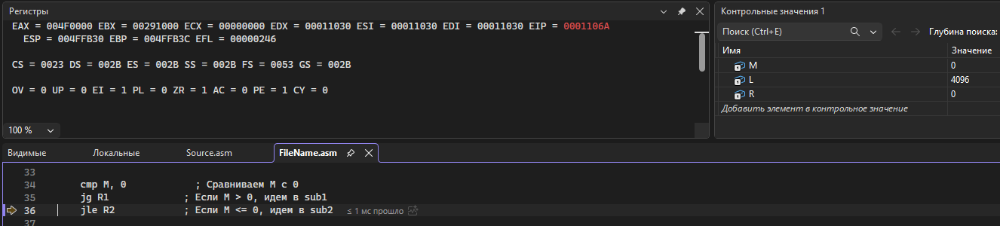 Регистры
EAX = 004F0000 EBX = 00291000 ECX = 00000000 EDX = 00011030 ESI = 00011030 EDI = 00011030 EIP = 0001106A
ESP = 004FFB30 EBP = 004FFB3C EFL = 00000246
CS = 0023 DS = 002B ES = 002B SS = 002B FS = 0053 GS = 002B
OV = 0 UP = 0 EI = 1 PL = 0 ZR = 1 AC = 0 PE = 1 CY = 0
100 %
Контрольные значения 1
Поиск (Ctrl+E) Глубина поиска:
Имя Значение
M 0
L 4096
R 0
Добавить элемент в контрольное значение
Видимые Локальные Source.asm FileName.asm
33
34 cmp M, 0 ; Сравниваем M с 0
35 jg R1 ; Если M > 0, идем в sub1
36 jle R2 ; Если M <= 0, идем в sub2 ≤ 1 мс прошло
37